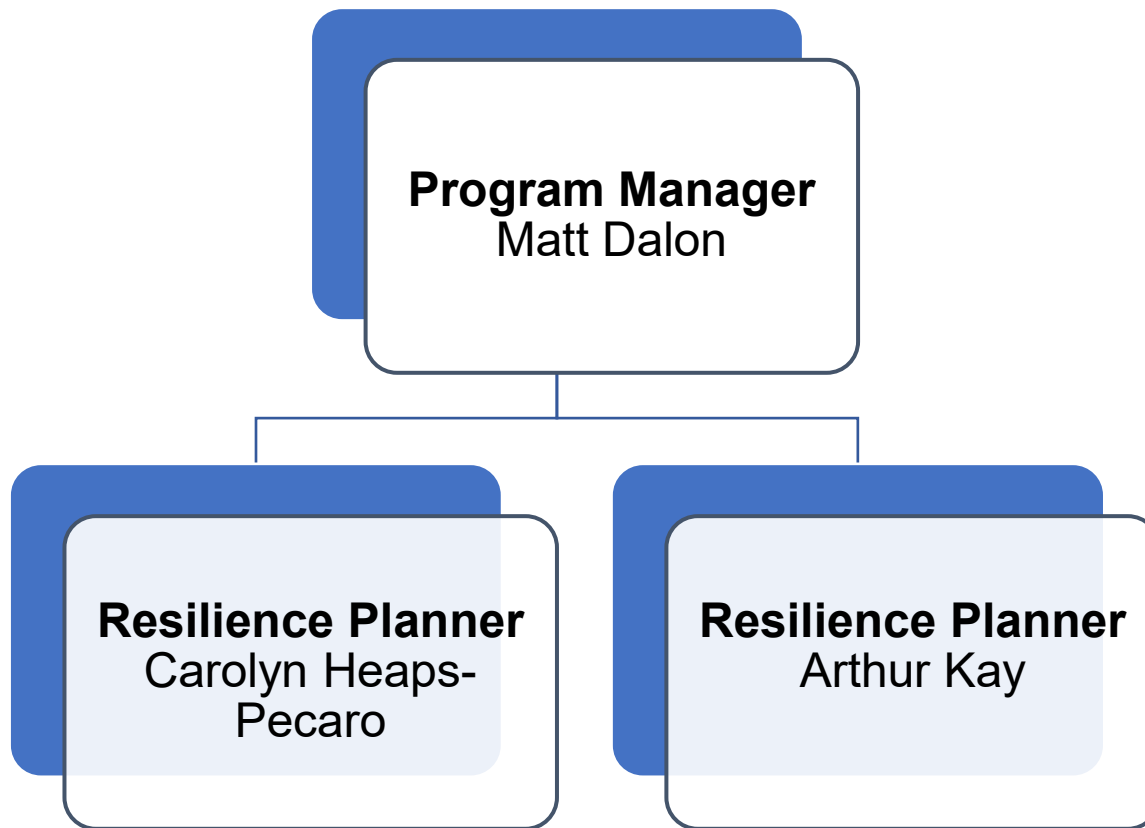 Program Manager
Matt Dalon
Resilience Planner
Carolyn Heaps-
Pecaro
Resilience Planner
Arthur Kay